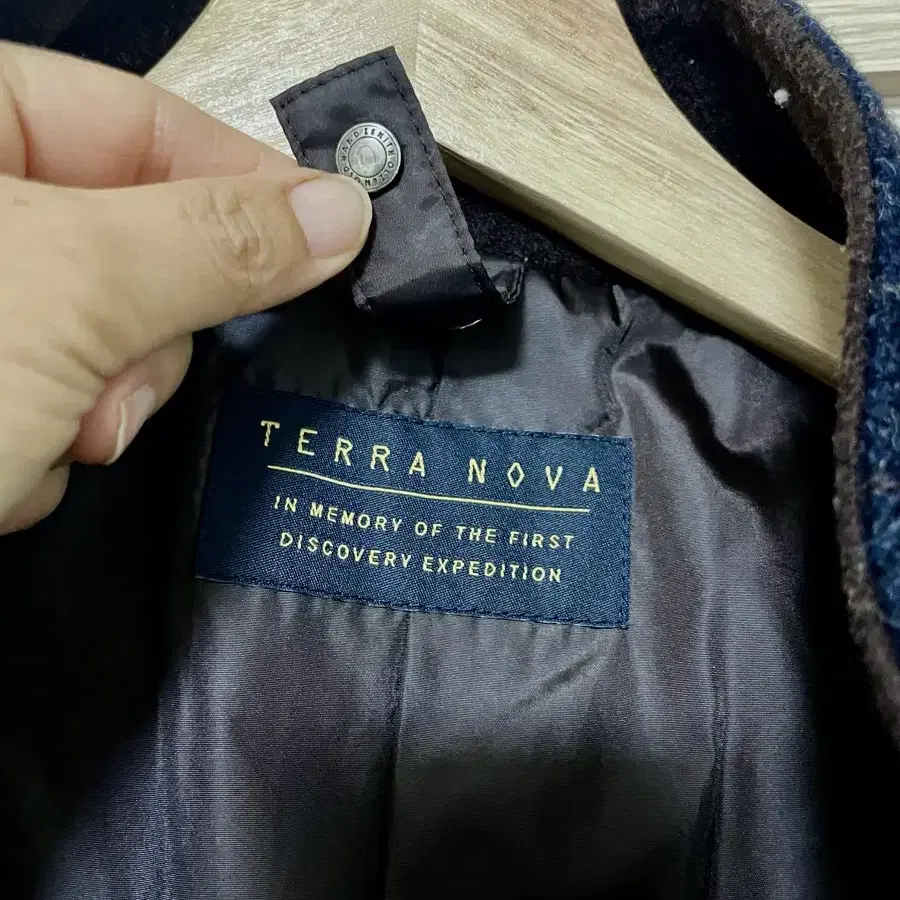 TERRA NOVA
IN MEMORY OF THE FIRST
DISCOVERY EXPEDITION